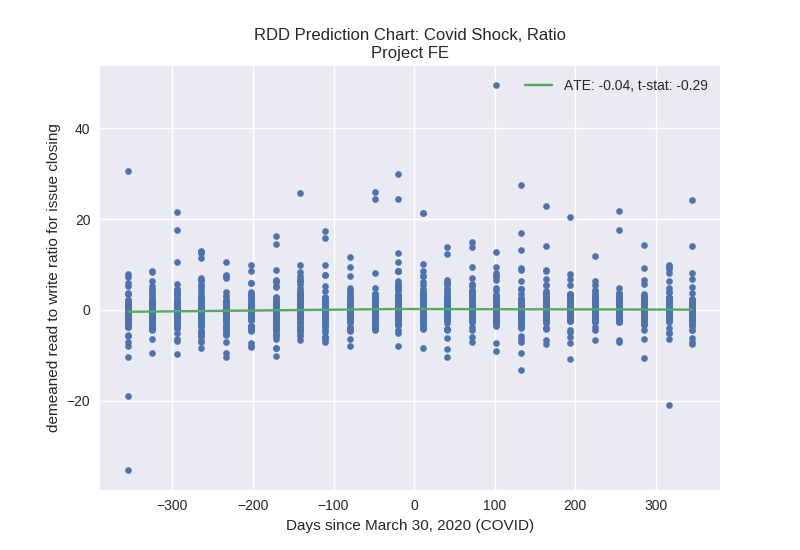 RDD Prediction Chart: Covid Shock, Ratio
Project FE
ATE: -0.04, t-stat: -0.29
demeaned read to write ratio for issue closing
40
20
0
−20
−300
−200
−100
0
100
200
300
Days since March 30, 2020 (COVID)